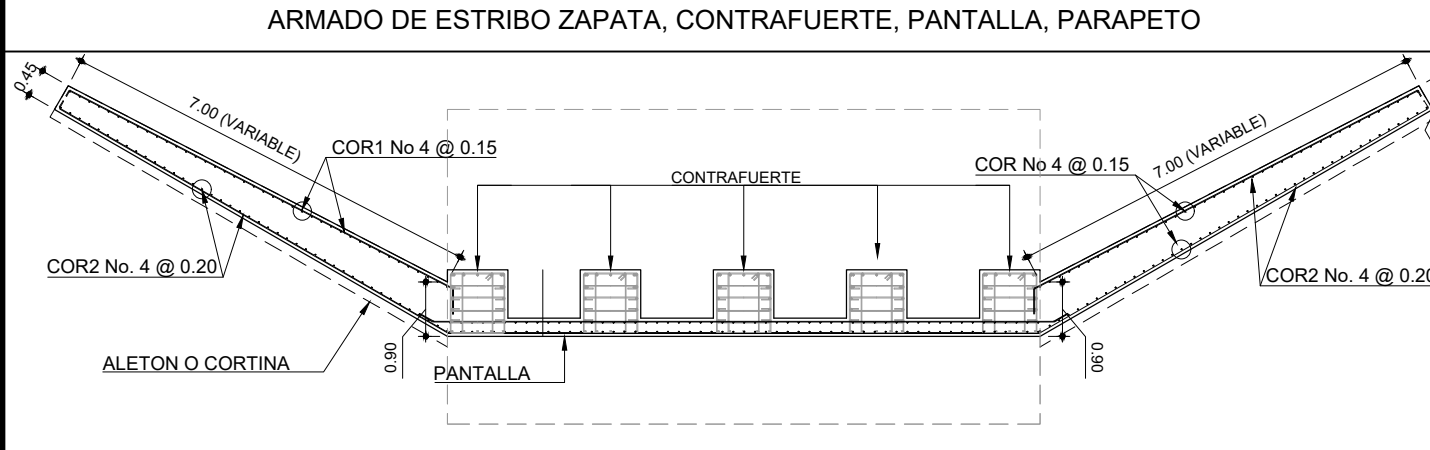 ARMADO DE ESTRIBO ZAPATA, CONTRAFUERTE, PANTALLA, PARAPETO
0.45
7.00 (VARIABLE)
COR1 No 4 @ 0.15
CONTRAFUERTE
COR No 4 @ 0.15
7.00 (VARIABLE)
COR2 No. 4 @ 0.20
COR2 No. 4 @ 0.20
ALETON O CORTINA
0.90
PANTALLA
0.90